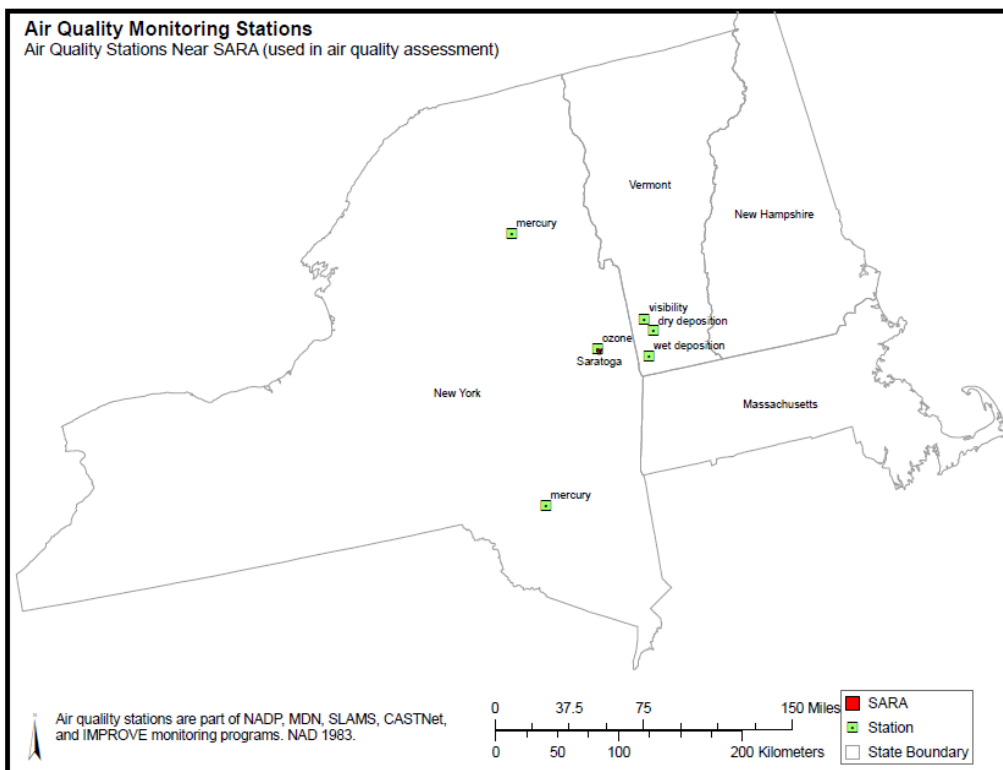 Air Quality Monitoring Stations
Air Quality Stations Near SARA (used in air quality assessment)
Vermont
New Hampshire
mercury
visibility
dry deposition
ozone
wet deposition
Saratoga
New York
Massachusetts
mercury
N
Air quality stations are part of NADP, MDN, SLAMS, CASTNet,
and IMPROVE monitoring programs. NAD 1983.
0 37.5 75 150 Miles
0 50 100 200 Kilometers
SARA
Station
State Boundary